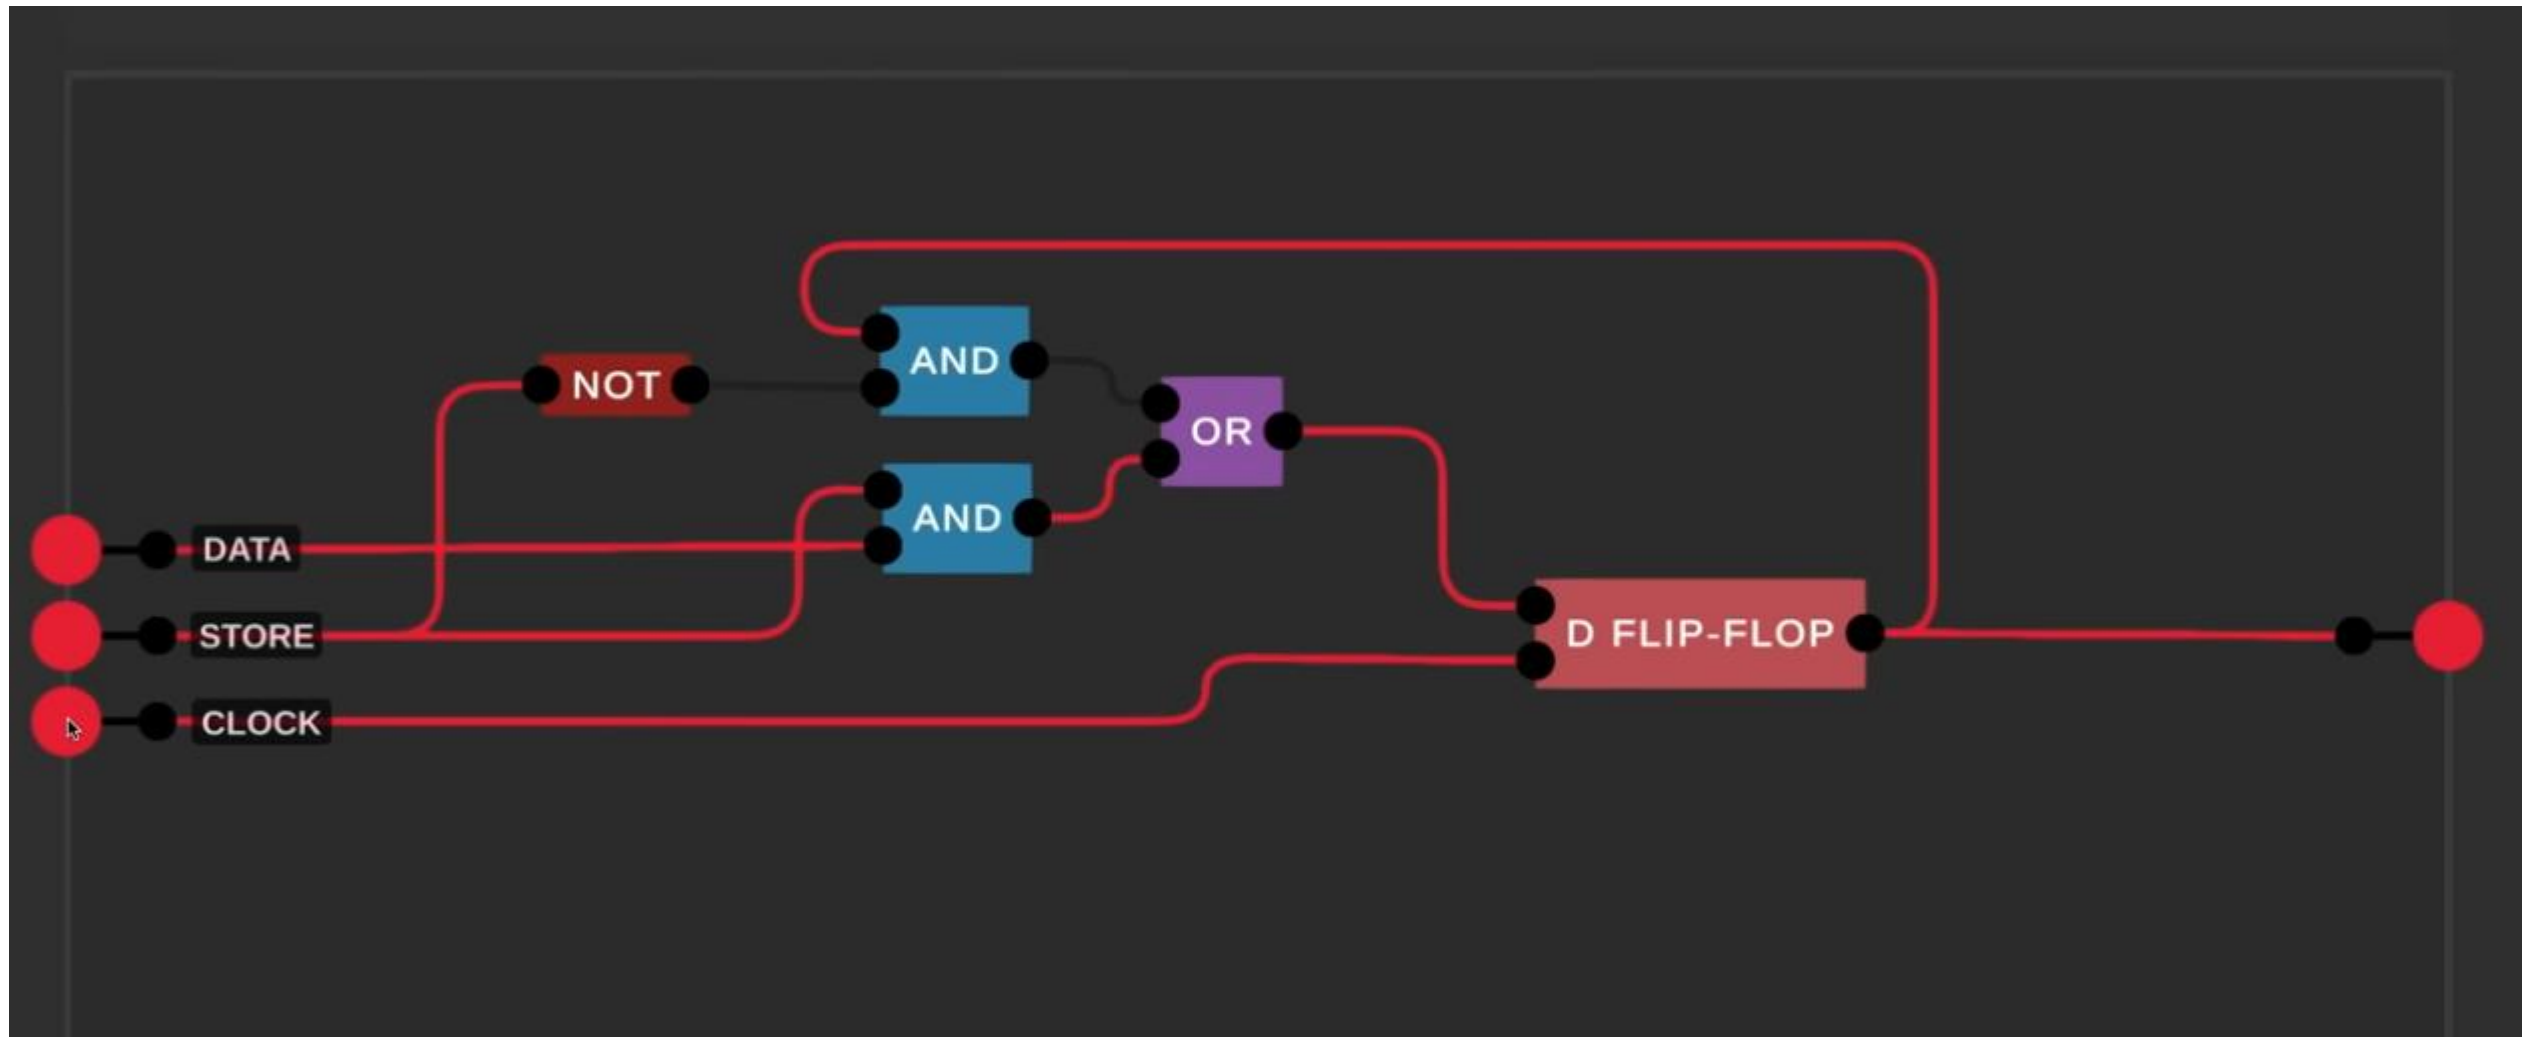 AND
NOT
OR
AND
DATA
STORE
D FLIP-FLOP
CLOCK